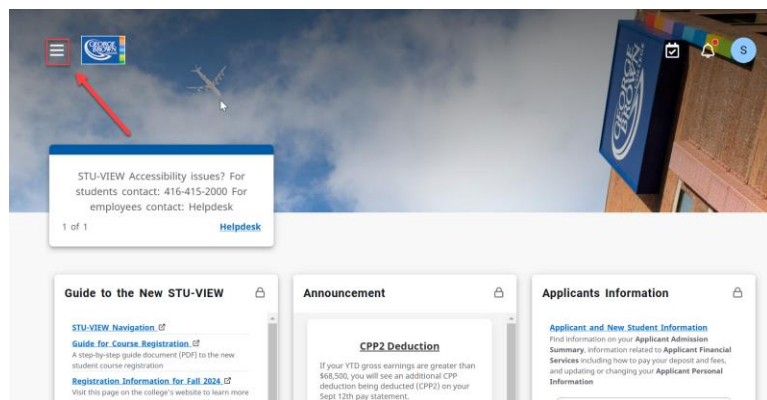 GEORGE
BROWN
S
GEORGE
BROWN
COLLEGE
STU-VIEW Accessibility issues? For
students contact: 416-415-2000 For
employees contact: Helpdesk
1 of 1
Helpdesk
Guide to the New STU-VIEW
STU-VIEW Navigation
Guide for Course Registration
A step-by-step guide document (PDF) to the new
student course registration
Registration Information for Fall 2024
Visit this page on the college's website to learn more
Announcement
CPP2 Deduction
If your YTD gross earnings are greater than
$68,500, you will see an additional CPP
deduction being deducted (CPP2) on your
Sept 12th pay statement.
Applicants Information
Applicant and New Student Information
Find information on your Applicant Admission
Summary, information related to Applicant Financial
Services including how to pay your deposit and fees,
and updating or changing your Applicant Personal
Information